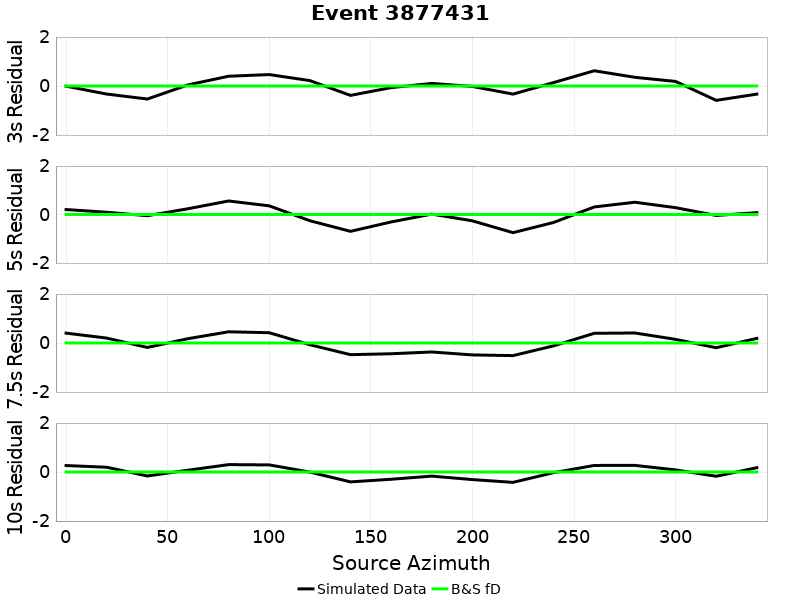 Event 3877431
3s Residual
2
0
-2
5s Residual
2
0
-2
7.5s Residual
2
0
-2
10s Residual
2
0
-2
0 50 100 150 200 250 300
Source Azimuth
Simulated Data B&S fD